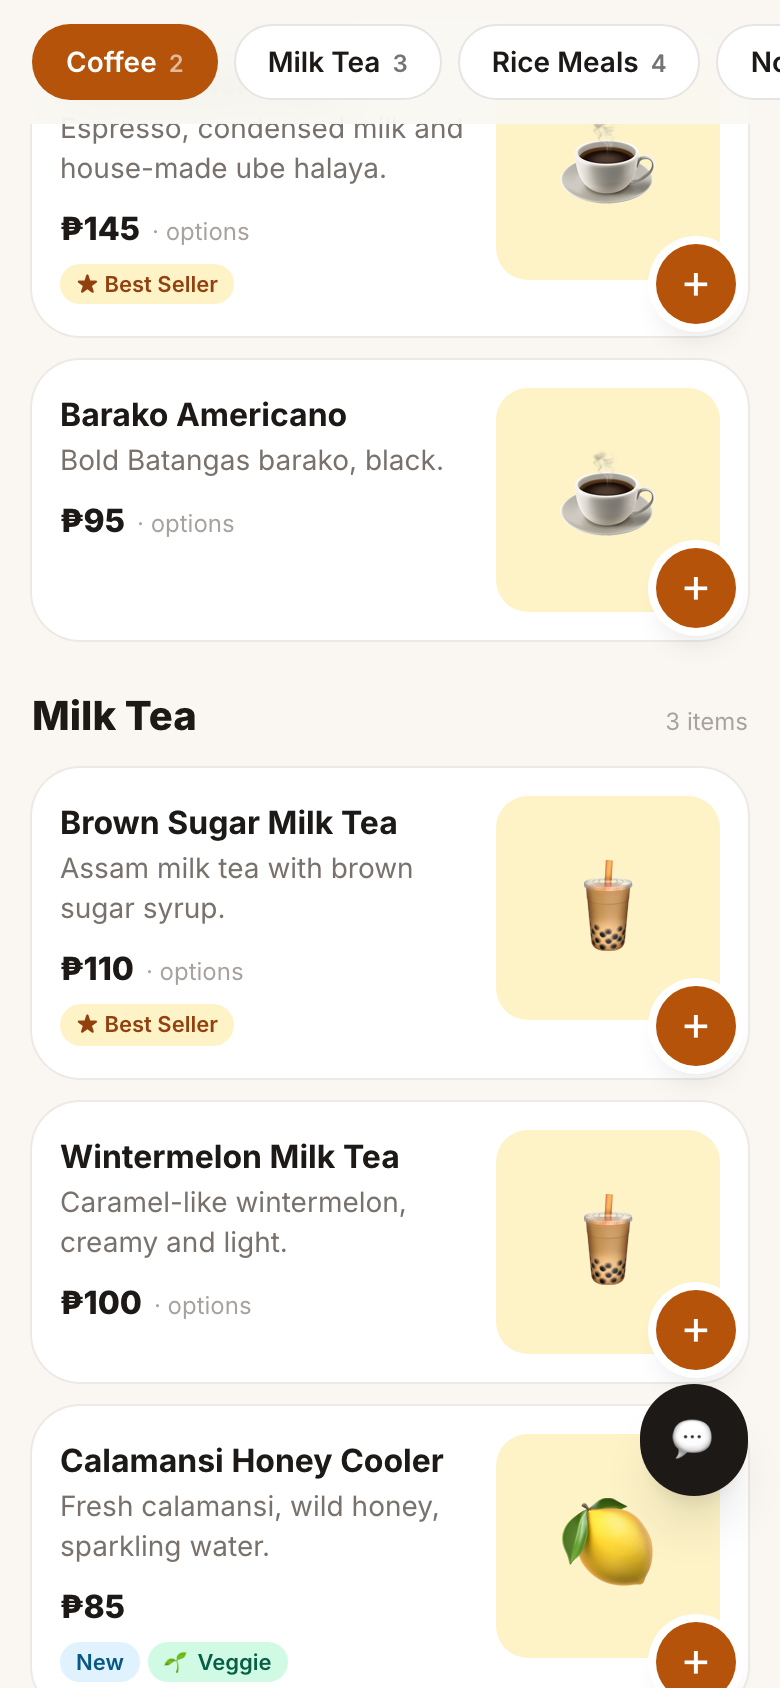 Coffee 2
Milk Tea 3
Rice Meals 4
No
Espresso, condensed milk and
house-made ube halaya.
₱145 · options
★ Best Seller
+
Barako Americano
Bold Batangas barako, black.
₱95 · options
+
Milk Tea
3 items
Brown Sugar Milk Tea
Assam milk tea with brown
sugar syrup.
₱110 · options
★ Best Seller
+
Wintermelon Milk Tea
Caramel-like wintermelon,
creamy and light.
₱100 · options
+
Calamansi Honey Cooler
Fresh calamansi, wild honey,
sparkling water.
₱85
New
Veggie
+